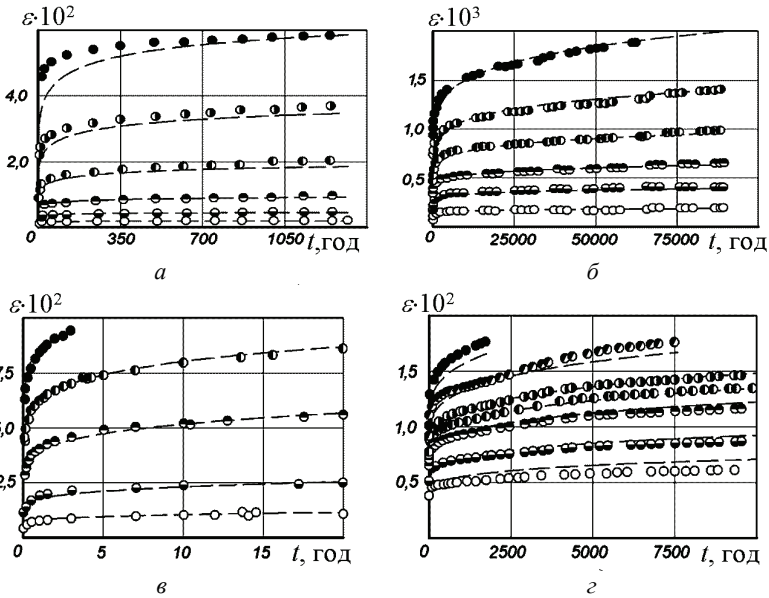 ε·10²
4,0
2,0
0 350 700 1050 t,год
а
ε·10³
1,5
1,0
0,5
0 25000 50000 75000 t, год
б
ε·10²
7,5
5,0
2,5
0 5 10 15 t, год
в
ε·10²
1,5
1,0
0,5
0 2500 5000 7500 t, год
г